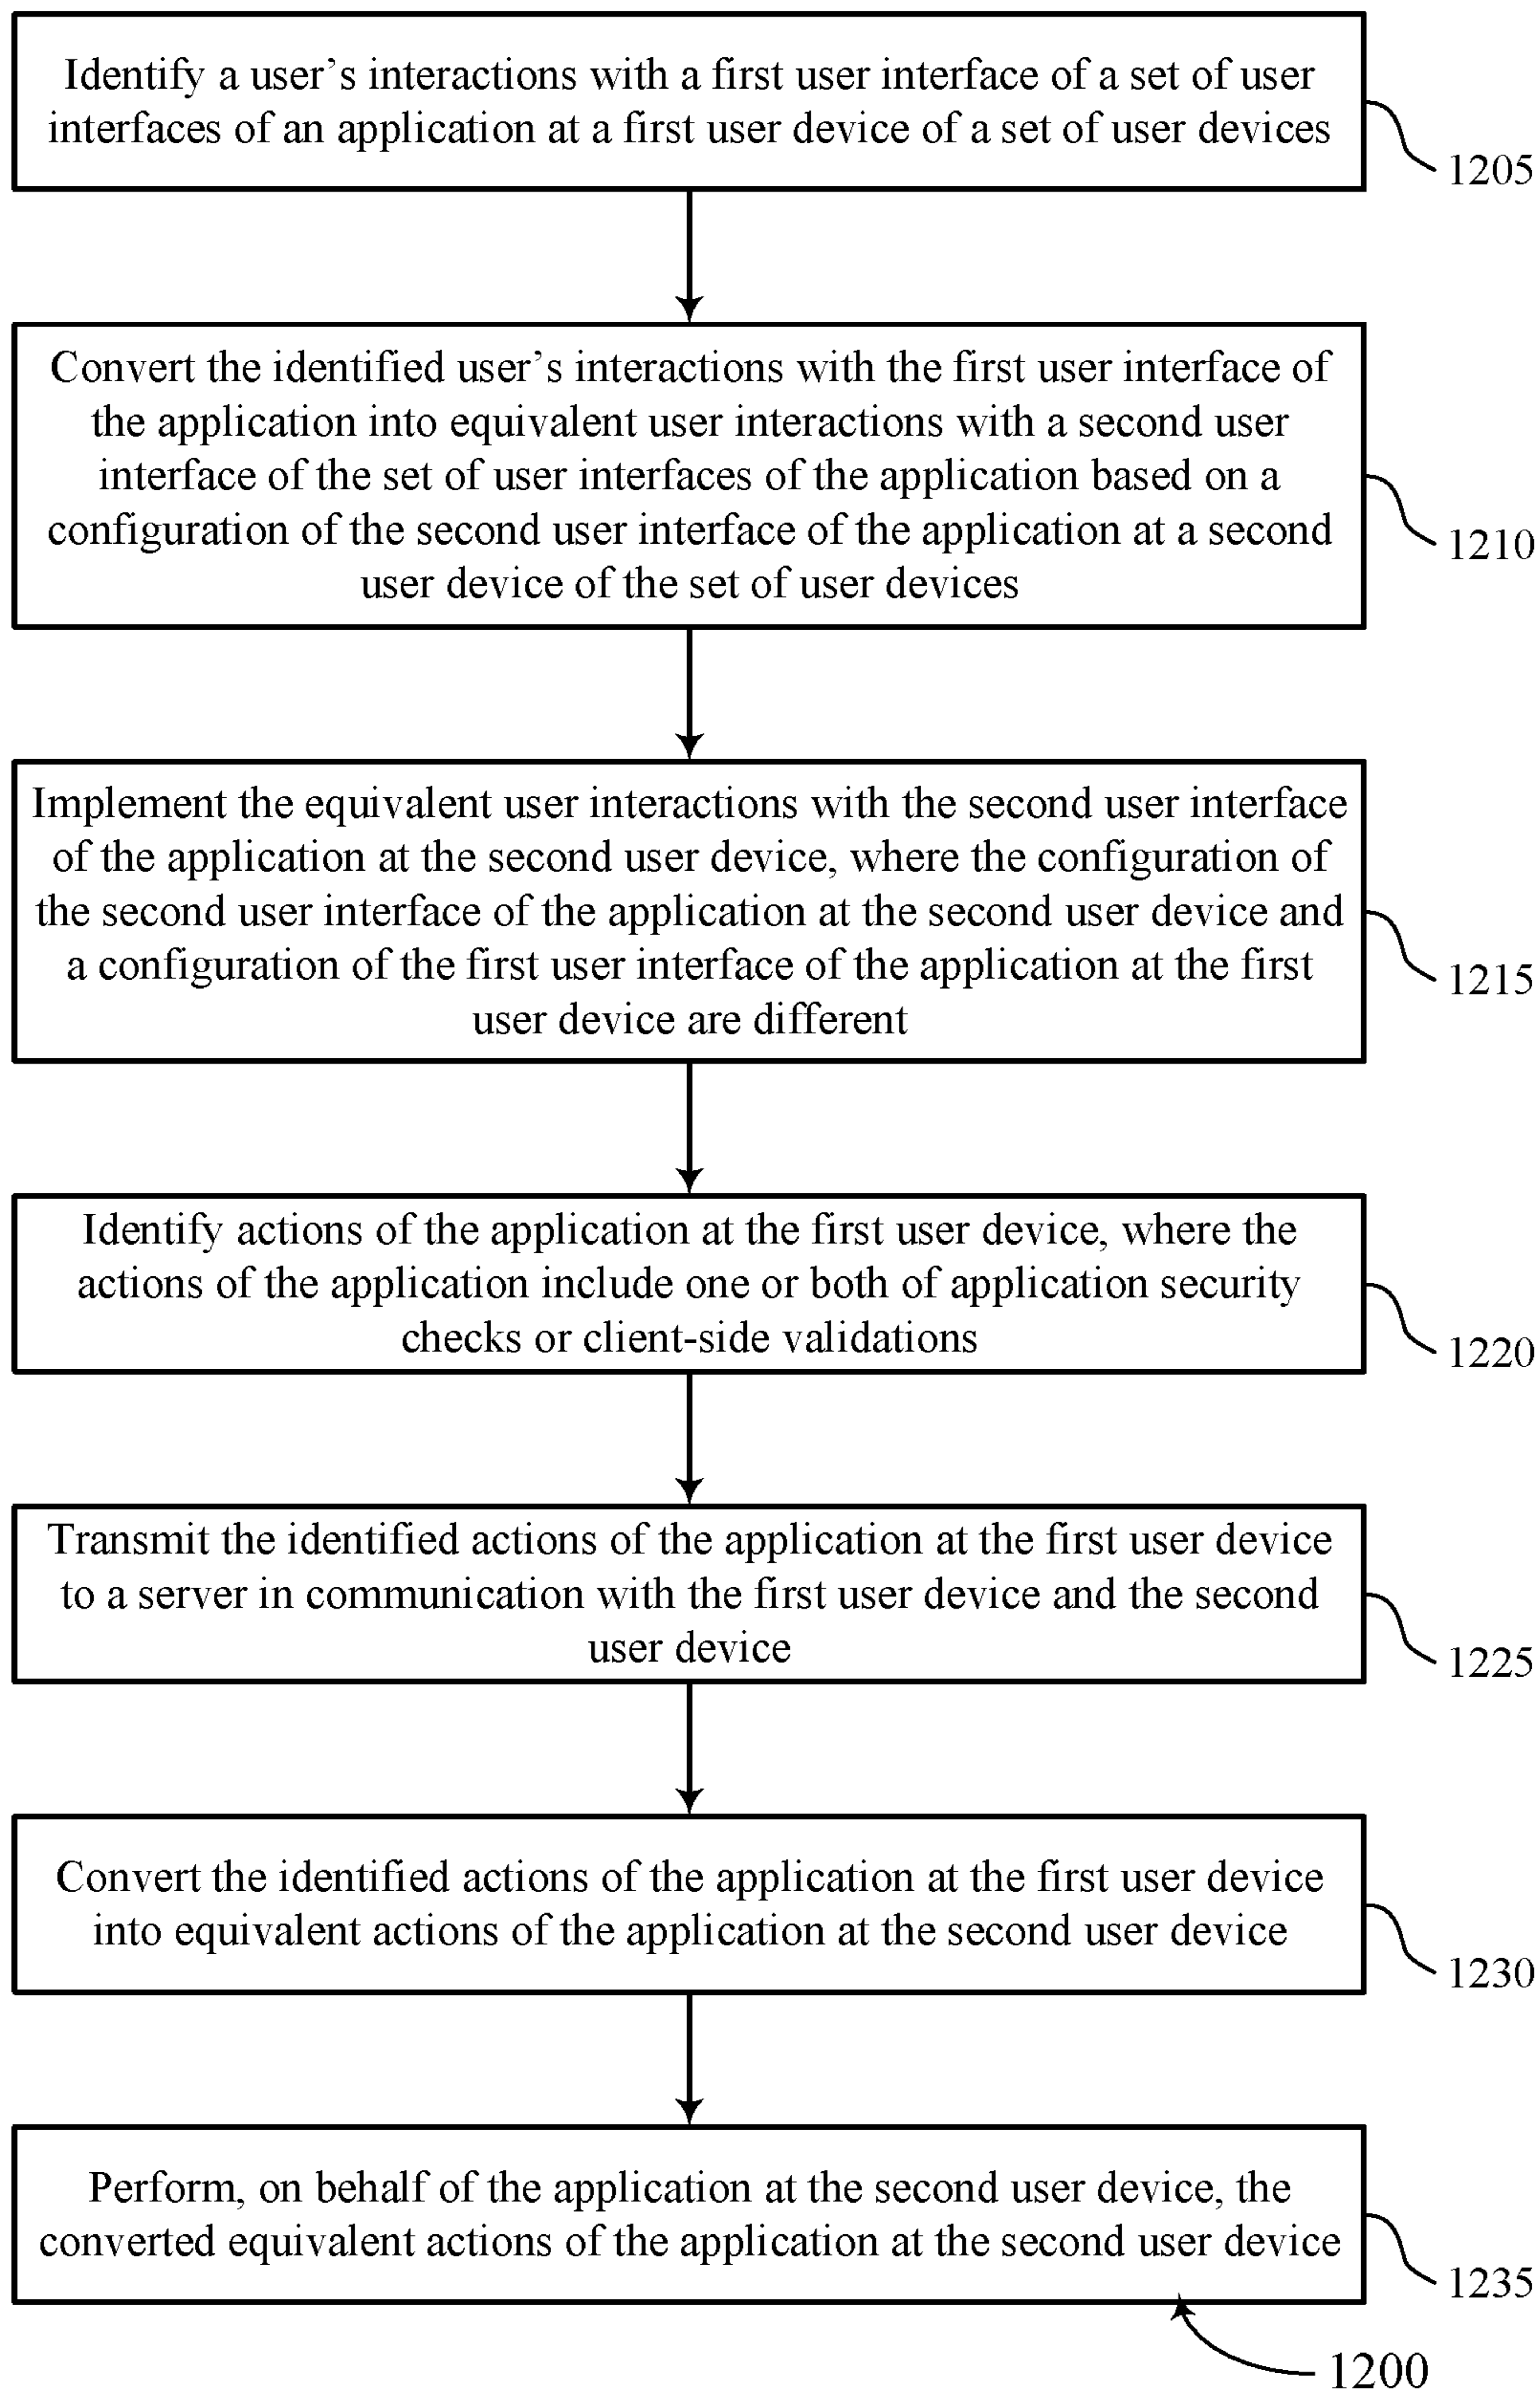 Identify a user’s interactions with a first user interface of a set of user
interfaces of an application at a first user device of a set of user devices
1205
Convert the identified user’s interactions with the first user interface of
the application into equivalent user interactions with a second user
interface of the set of user interfaces of the application based on a
configuration of the second user interface of the application at a second
user device of the set of user devices
1210
Implement the equivalent user interactions with the second user interface
of the application at the second user device, where the configuration of
the second user interface of the application at the second user device and
a configuration of the first user interface of the application at the first
user device are different
1215
Identify actions of the application at the first user device, where the
actions of the application include one or both of application security
checks or client-side validations
1220
Transmit the identified actions of the application at the first user device
to a server in communication with the first user device and the second
user device
1225
Convert the identified actions of the application at the first user device
into equivalent actions of the application at the second user device
1230
Perform, on behalf of the application at the second user device, the
converted equivalent actions of the application at the second user device
1235
1200